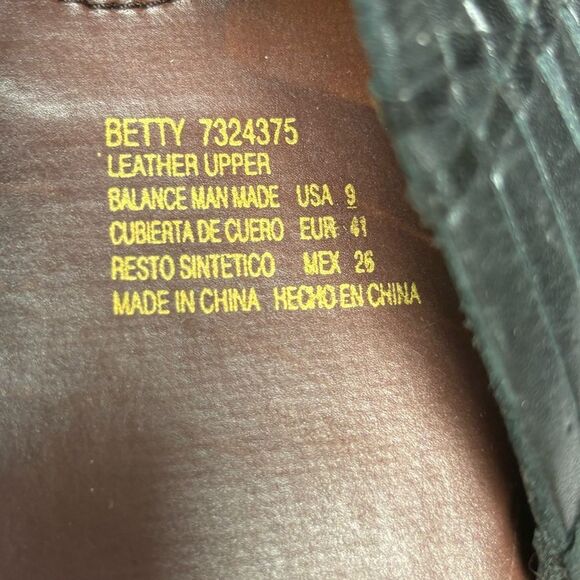 BETTY 7324375
LEATHER UPPER
BALANCE MAN MADE USA 9
CUBIERTA DE CUERO EUR 41
RESTO SINTETICO MEX 26
MADE IN CHINA HECHO EN CHINA